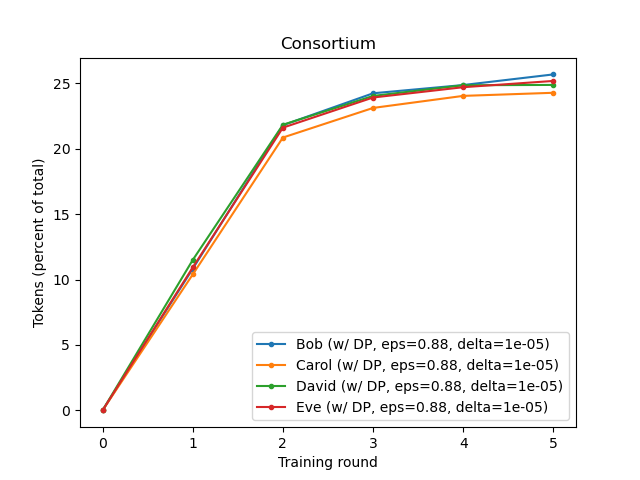 Consortium
Tokens (percent of total)
25
20
15
10
5
0
Bob (w/ DP, eps=0.88, delta=1e-05)
Carol (w/ DP, eps=0.88, delta=1e-05)
David (w/ DP, eps=0.88, delta=1e-05)
Eve (w/ DP, eps=0.88, delta=1e-05)
0 1 2 3 4 5
Training round